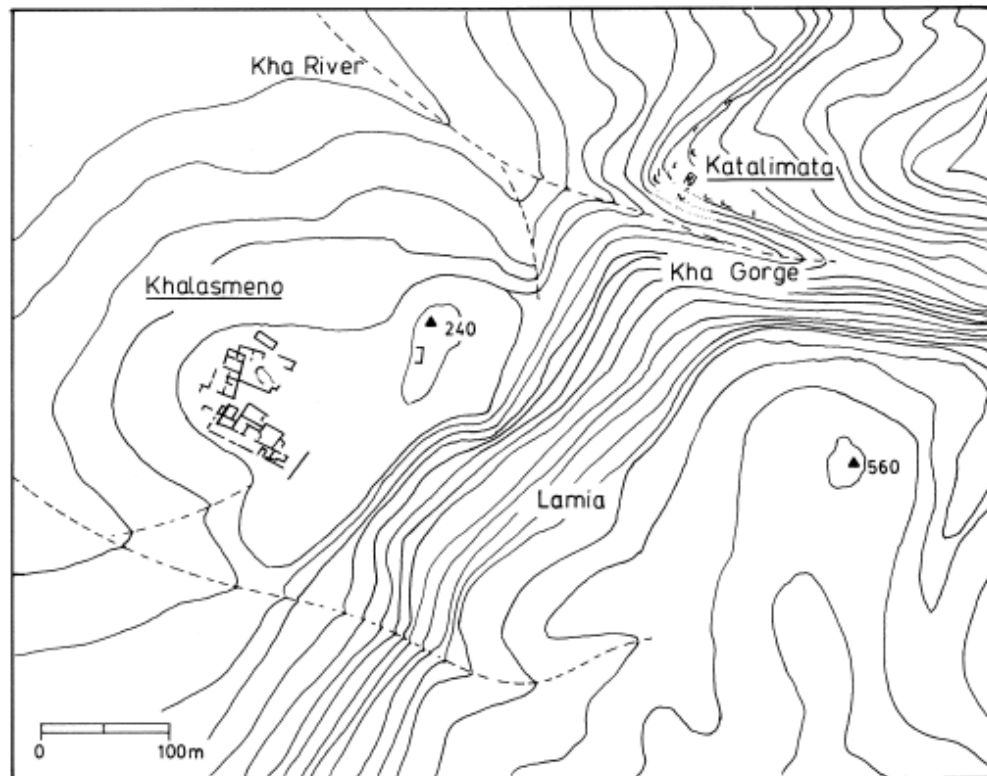 Kha River
Katalimata
Kha Gorge
Khalasmeno
240
560
Lamia
0 100m